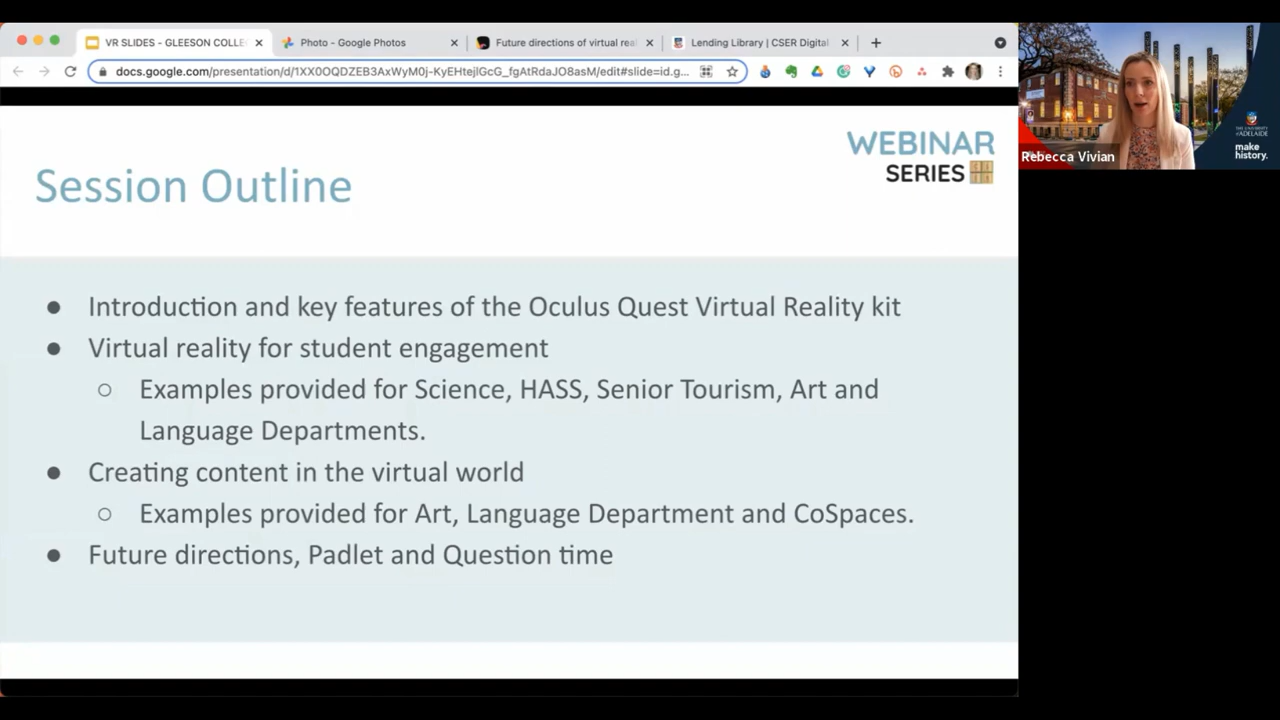 VR SLIDES - GLEESON COLLE
Photo - Google Photos
Future directions of virtual rea
Lending Library | CSER Digital
docs.google.com/presentation/d/1XX0OQDZEB3AxWyM0j-KyEHtejlGcG_fgAtRdaJO8asM/edit#slide=id.g...
WEBINAR
SERIES
Session Outline
● Introduction and key features of the Oculus Quest Virtual Reality kit
● Virtual reality for student engagement
○ Examples provided for Science, HASS, Senior Tourism, Art and
Language Departments.
● Creating content in the virtual world
○ Examples provided for Art, Language Department and CoSpaces.
● Future directions, Padlet and Question time
THE UNIVERSITY
of ADELAIDE
make
history.
Rebecca Vivian